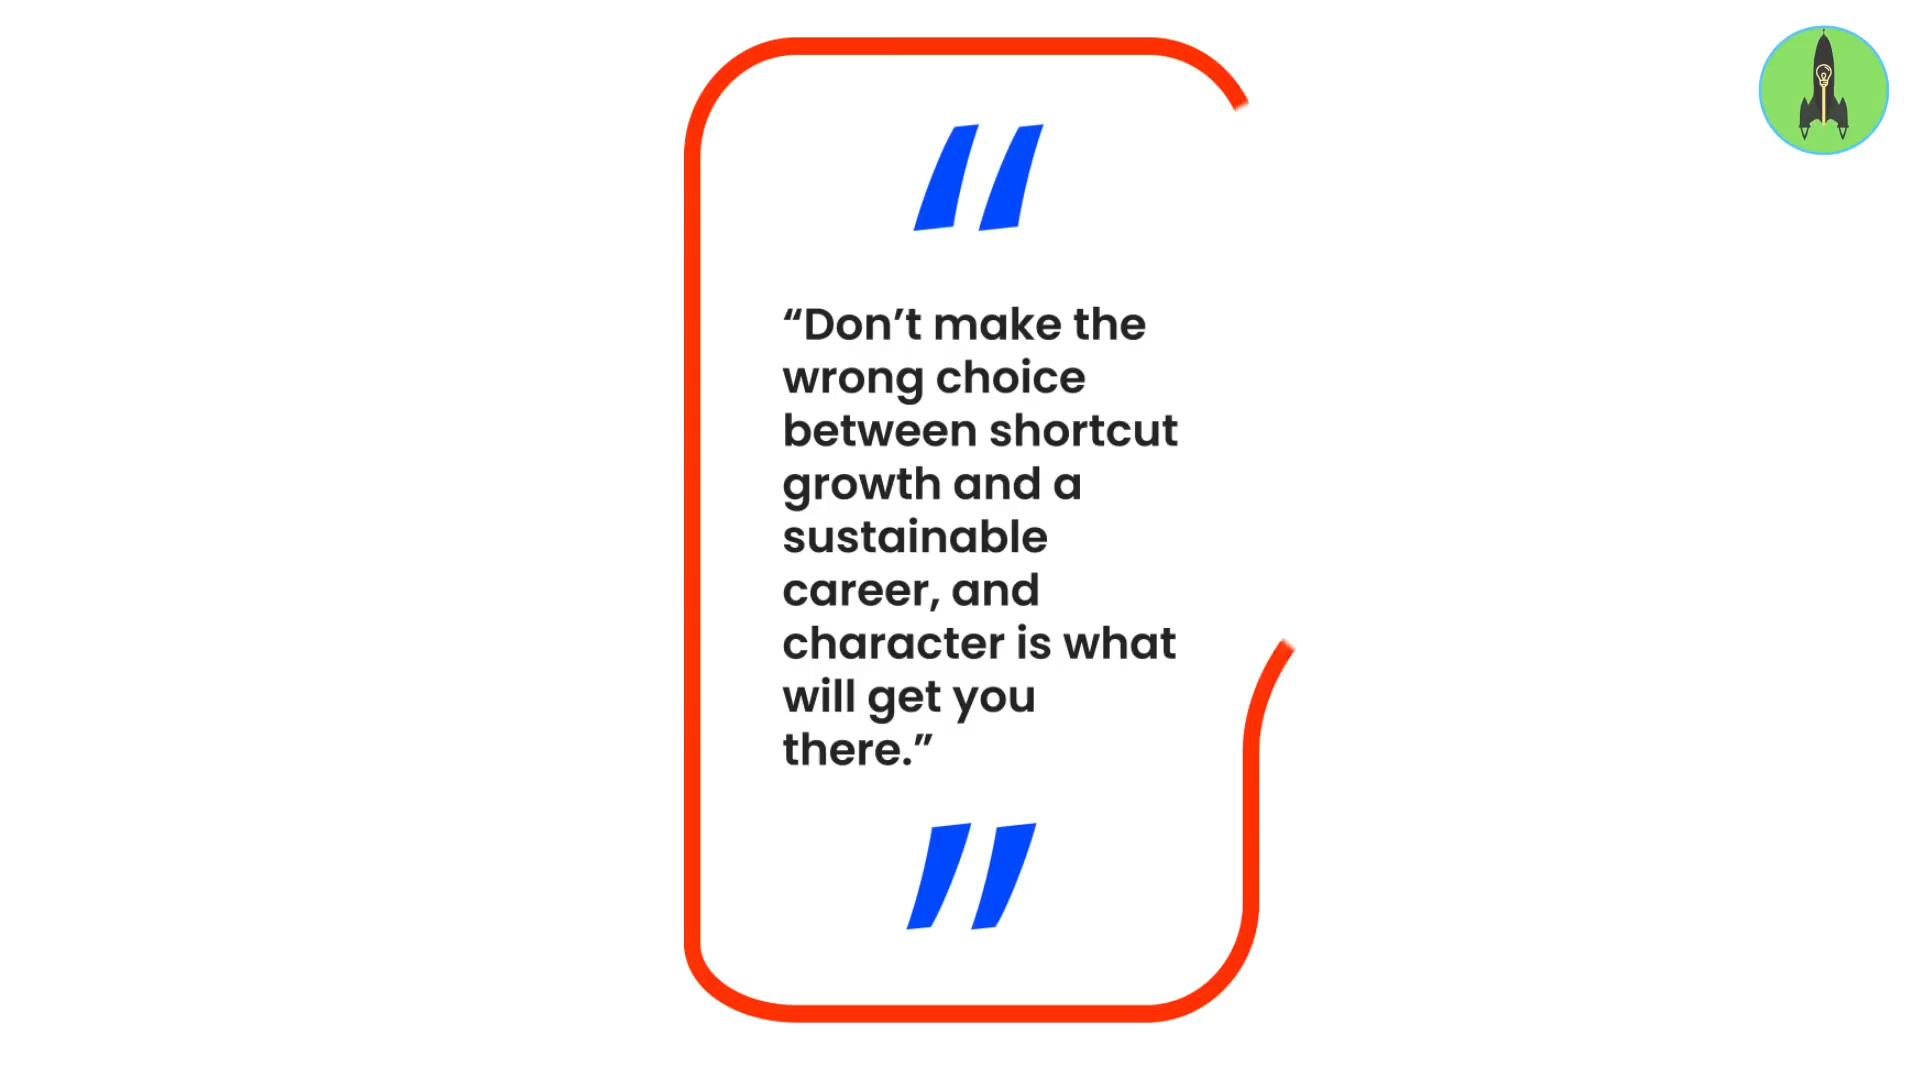 “Don’t make the
wrong choice
between shortcut
growth and a
sustainable
career, and
character is what
will get you
there.”